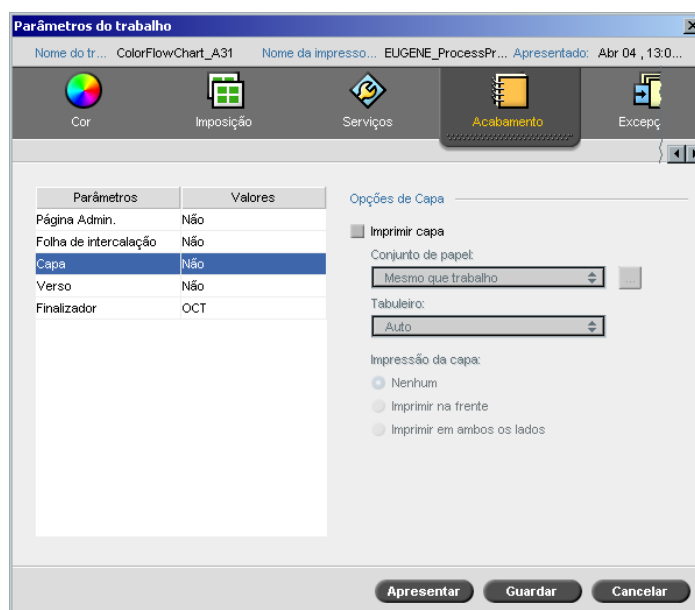 Parâmetros do trabalho
Nome do tr... ColorFlowChart_A31 Nome da impresso... EUGENE_ProcessPr... Apresentado: Abr 04 , 13:0...
Cor Imposição Serviços Acabamento Excepç
Parâmetros Valores
Página Admin. Não
Folha de intercalação Não
Capa Não
Verso Não
Finalizador OCT
Opções de Capa
Imprimir capa
Conjunto de papel:
Mesmo que trabalho ...
Tabuleiro:
Auto
Impressão da capa:
Nenhum
Imprimir na frente
Imprimir em ambos os lados
Apresentar Guardar Cancelar